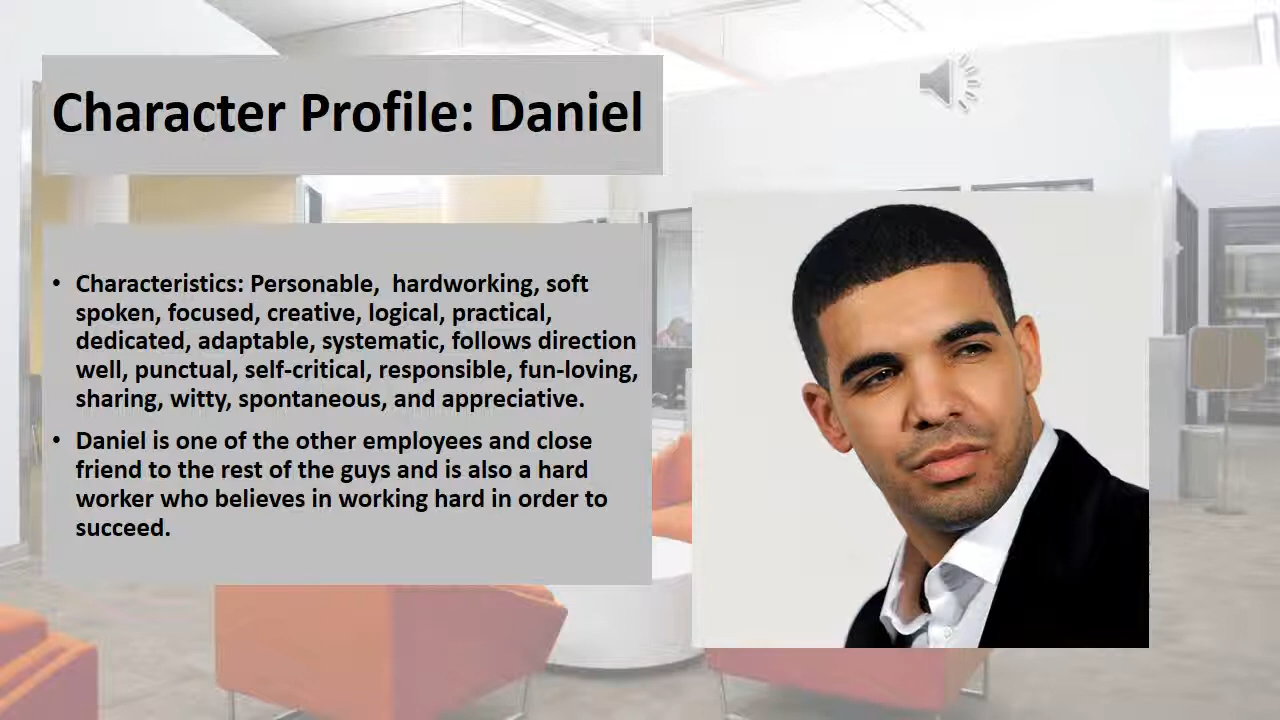 Character Profile: Daniel
• Characteristics: Personable,  hardworking, soft
spoken, focused, creative, logical, practical,
dedicated, adaptable, systematic, follows direction
well, punctual, self-critical, responsible, fun-loving,
sharing, witty, spontaneous, and appreciative.
• Daniel is one of the other employees and close
friend to the rest of the guys and is also a hard
worker who believes in working hard in order to
succeed.